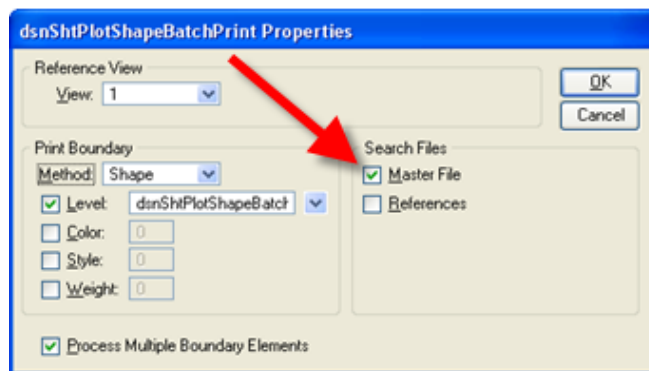 dsnShtPlotShapeBatchPrint Properties
Reference View
View: 1
OK
Cancel
Print Boundary
Method: Shape
Level: dsnShtPlotShapeBatch
Color: 0
Style: 0
Weight: 0
Search Files
Master File
References
Process Multiple Boundary Elements